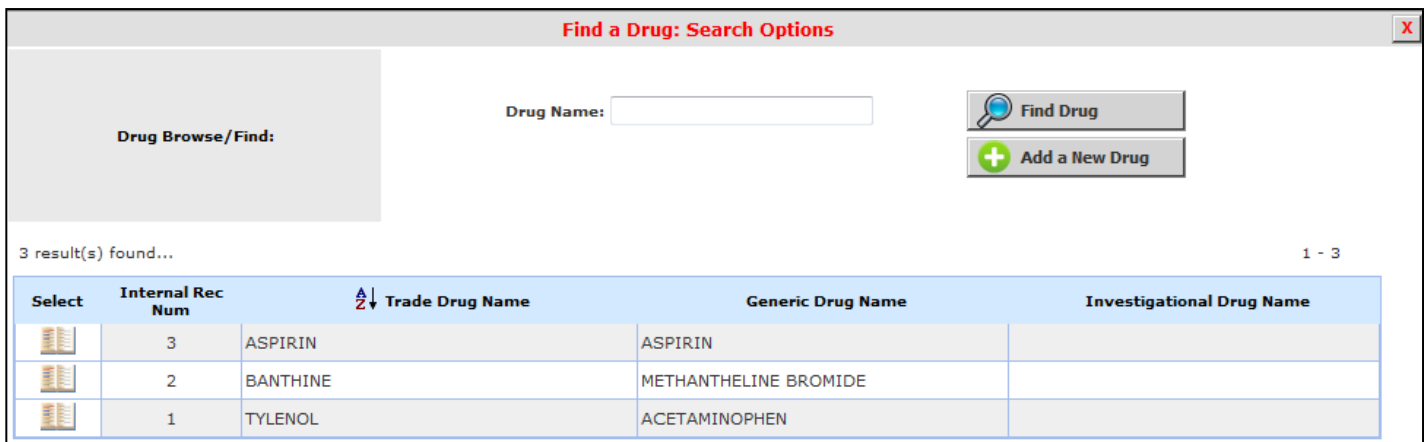 Find a Drug: Search Options
X
Drug Browse/Find:
Drug Name:
Find Drug
Add a New Drug
3 result(s) found...
1 - 3
Select
Internal Rec
Num
A
Z
Trade Drug Name
Generic Drug Name
Investigational Drug Name
3 ASPIRIN ASPIRIN
2 BANTHINE METHANTHELINE BROMIDE
1 TYLENOL ACETAMINOPHEN